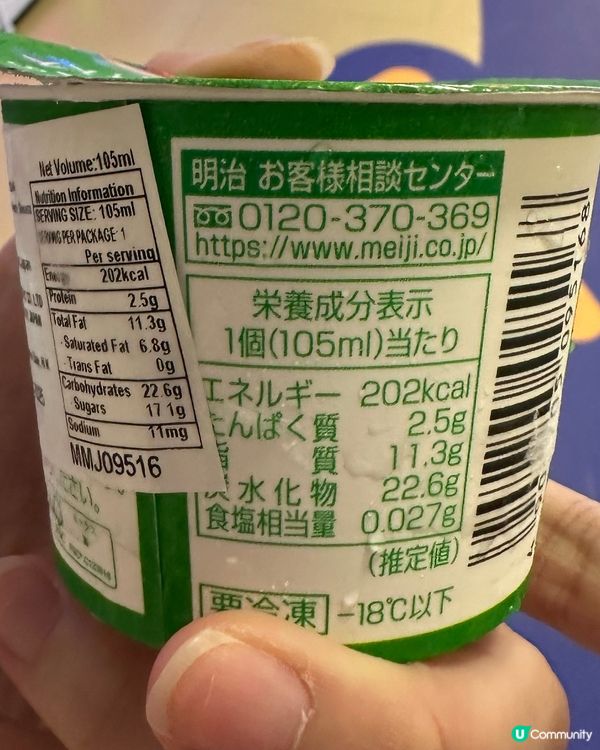 Net Volume:105ml
Nutrition Information
SERVING SIZE: 105ml
SERVING PER PACKAGE: 1
Per serving
202kcal
Protein 2.5g
Total Fat 11.3g
- Saturated Fat 6.8g
- Trans Fat 0g
Carbohydrates 22.6g
Sugars 17.1g
Sodium 11mg
MMJ09516
明治 お客様相談センター
0120-370-369
https://www.meiji.co.jp/
栄養成分表示
1個(105ml)当たり
エネルギー 202kcal
たんぱく質 2.5g
質 11.3g
水化物 22.6g
食塩相当量 0.027g
(推定値)
要冷凍 -18℃以下
U Community